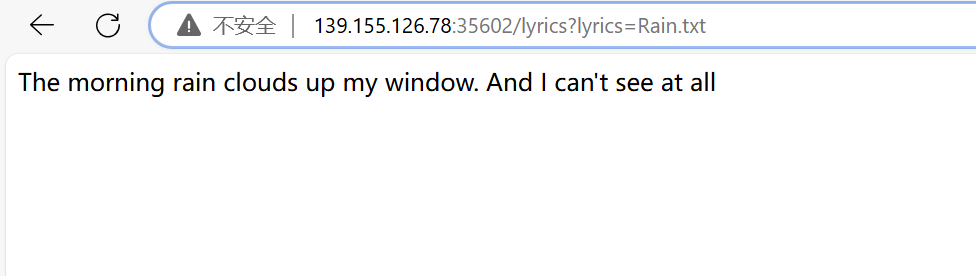 不安全 139.155.126.78:35602/lyrics?lyrics=Rain.txt
The morning rain clouds up my window. And I can't see at all